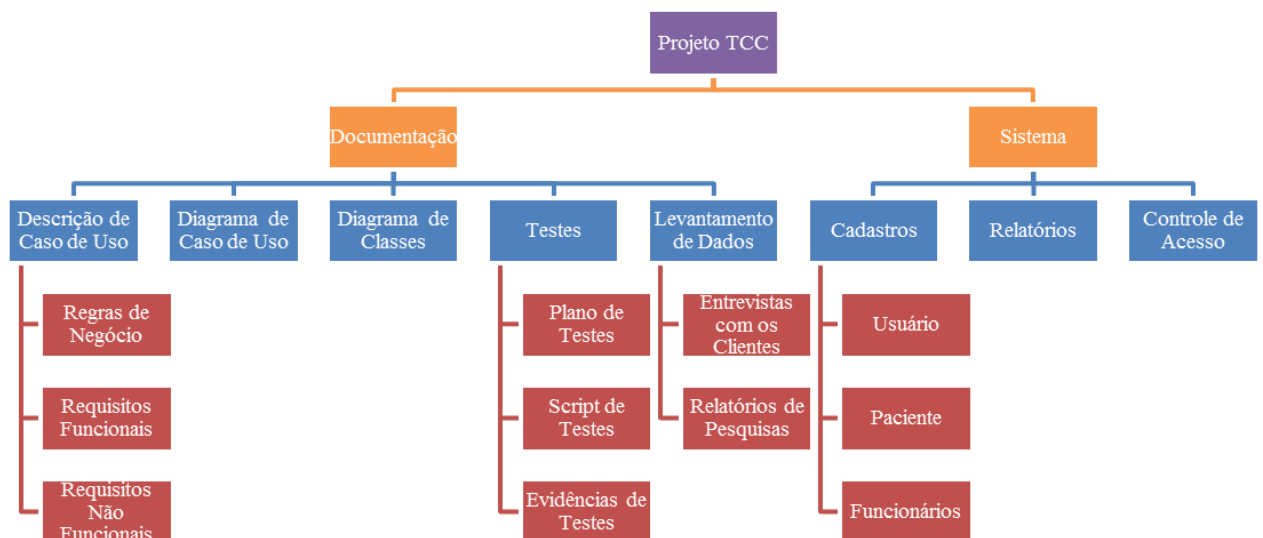 Projeto TCC
Documentação
Sistema
Descrição de
Caso de Uso
Diagrama de
Caso de Uso
Diagrama de
Classes
Testes
Levantamento
de Dados
Cadastros
Relatórios
Controle de
Acesso
Regras de
Negócio
Plano de
Testes
Entrevistas
com os
Clientes
Usuário
Requisitos
Funcionais
Script de
Testes
Relatórios de
Pesquisas
Paciente
Requisitos
Não
Funcionais
Evidências de
Testes
Funcionários